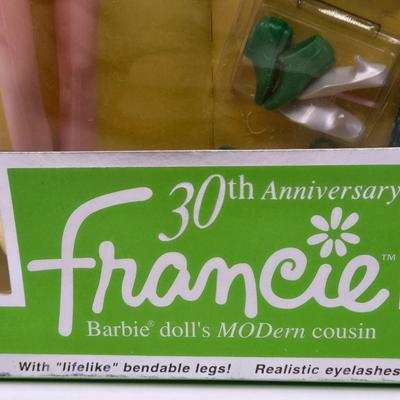 30th Anniversary
Francie™
Barbie® doll's MODern cousin
With "lifelike" bendable legs! Realistic eyelashes